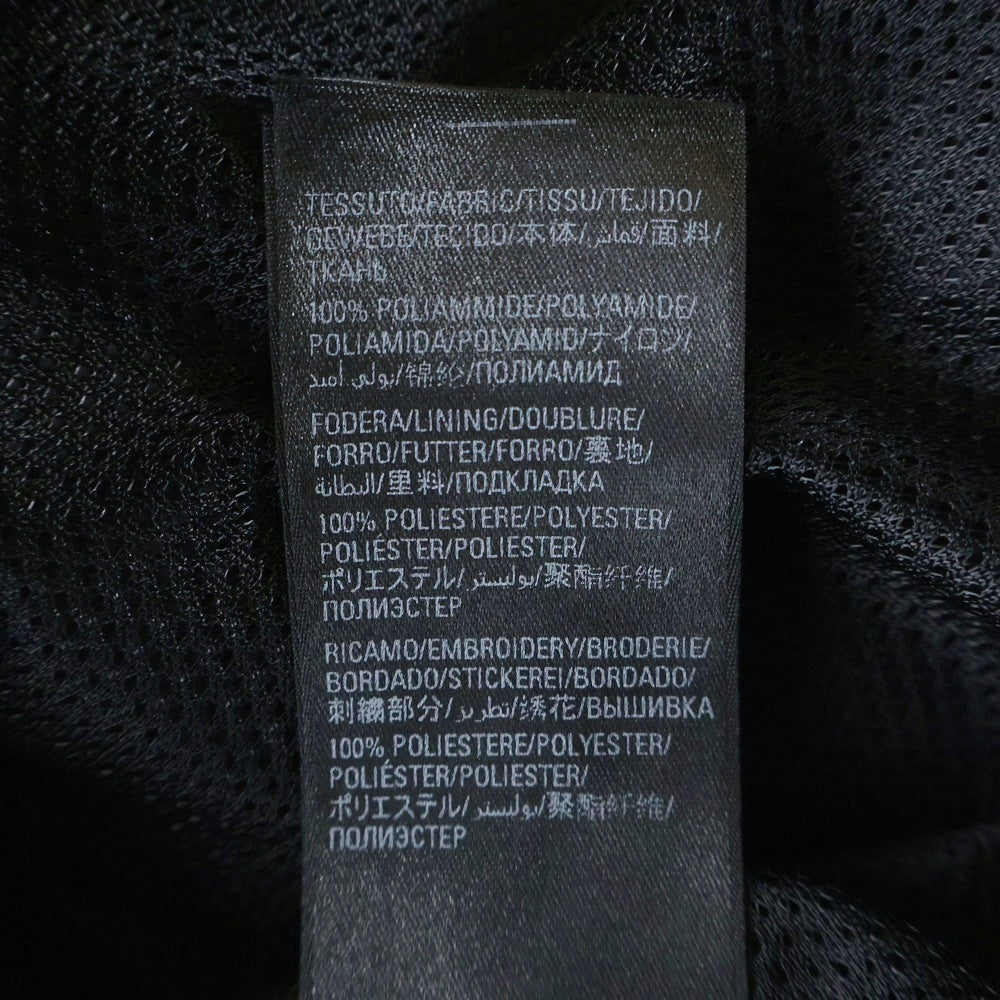 TESSUTO/FABRIC/TISSU/TEJIDO/
GEWEBE/TECIDO/本体/قماش/面料/
ТКАНЬ
100% POLIAMMIDE/POLYAMIDE/
POLIAMIDA/POLYAMID/ナイロン/
بولي أميد/锦纶/ПОЛИАМИД
FODERA/LINING/DOUBLURE/
FORRO/FUTTER/FORRO/裏地/
البطانة/里料/ПОДКЛАДКА
100% POLIESTERE/POLYESTER/
POLIÉSTER/POLIESTER/
ポリエステル/بوليستر/聚酯纤维/
ПОЛИЭСТЕР
RICAMO/EMBROIDERY/BRODERIE/
BORDADO/STICKEREI/BORDADO/
刺繍部分/تطريز/绣花/ВЫШИВКА
100% POLIESTERE/POLYESTER/
POLIÉSTER/POLIESTER/
ポリエステル/بوليستر/聚酯纤维/
ПОЛИЭСТЕР